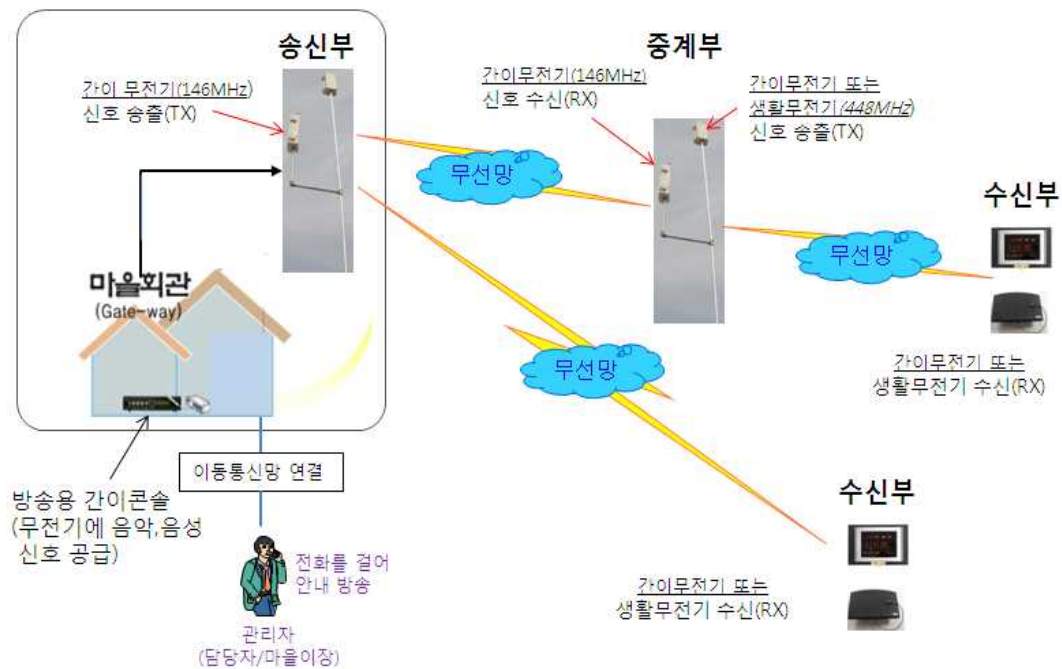 송신부
간이 무전기(146MHz)
신호 송출(TX)
중계부
간이무전기(146MHz)
신호 수신(RX)
간이무전기 또는
생활무전기(448MHz)
신호 송출(TX)
무선망
수신부
무선망
마을회관
(Gate-way)
무선망
간이무전기 또는
생활무전기 수신(RX)
이동통신망 연결
방송용 간이콘솔
(무전기에 음악,음성
신호 공급)
전화를 걸어
안내 방송
관리자
(담당자/마을이장)
수신부
간이무전기 또는
생활무전기 수신(RX)